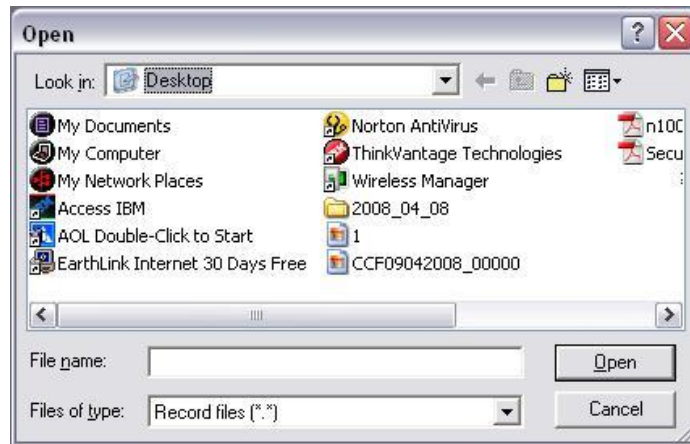 Open
Look in: Desktop
My Documents
My Computer
My Network Places
Access IBM
AOL Double-Click to Start
EarthLink Internet 30 Days Free
Norton AntiVirus
ThinkVantage Technologies
Wireless Manager
2008_04_08
1
CCF09042008_00000
n10C
Secu
File name:
Open
Files of type: Record files (*.*)
Cancel